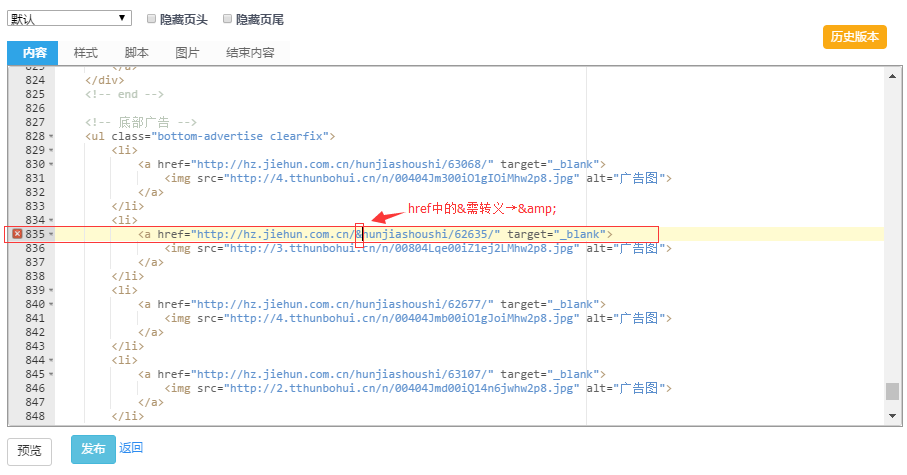 默认 隐藏页头 隐藏页尾
历史版本
内容 样式 脚本 图片 结束内容
823 </a>
824 </div>
825 <!-- end -->
826
827 <!-- 底部广告 -->
828 <ul class="bottom-advertise clearfix">
829 <li>
830 <a href="http://hz.jiehun.com.cn/hunjiashoushi/63068/" target="_blank">
831 <img src="http://4.tthunbohui.cn/n/00404Jm300iO1gIOiMhw2p8.jpg" alt="广告图">
832 </a>
833 </li>
href中的&需转义→&amp;
834 <li>
835 <a href="http://hz.jiehun.com.cn/&hunjiashoushi/62635/" target="_blank">
836 <img src="http://3.tthunbohui.cn/n/00804Lqe00iZ1ej2LMhw2p8.jpg" alt="广告图">
837 </a>
838 </li>
839 <li>
840 <a href="http://hz.jiehun.com.cn/hunjiashoushi/62677/" target="_blank">
841 <img src="http://4.tthunbohui.cn/n/00404Jmb00iO1gJoiMhw2p8.jpg" alt="广告图">
842 </a>
843 </li>
844 <li>
845 <a href="http://hz.jiehun.com.cn/hunjiashoushi/63107/" target="_blank">
846 <img src="http://2.tthunbohui.cn/n/00404Jmd00iQ14n6jwhw2p8.jpg" alt="广告图">
847 </a>
848 </li>
预览 发布 返回